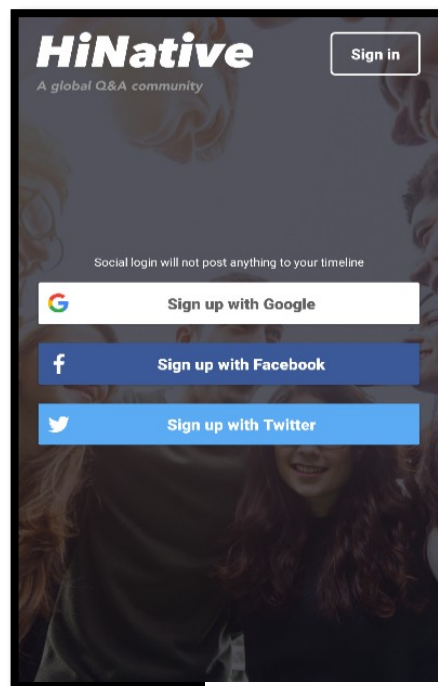 HiNative
Sign in
A global Q&A community
Social login will not post anything to your timeline
Sign up with Google
Sign up with Facebook
Sign up with Twitter